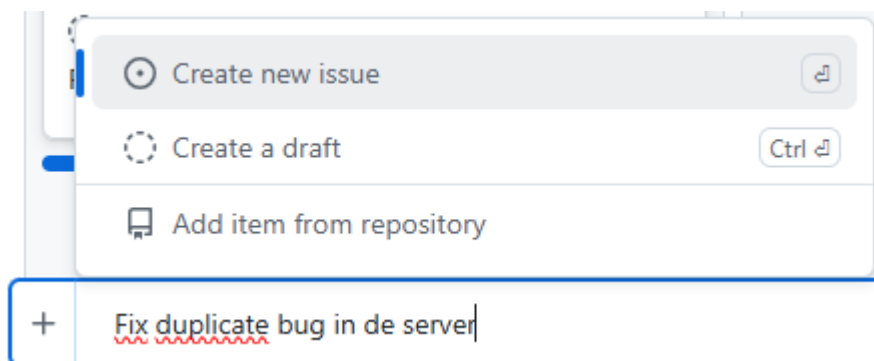 Create new issue ⏎
Create a draft Ctrl ⏎
Add item from repository
+ Fix duplicate bug in de server